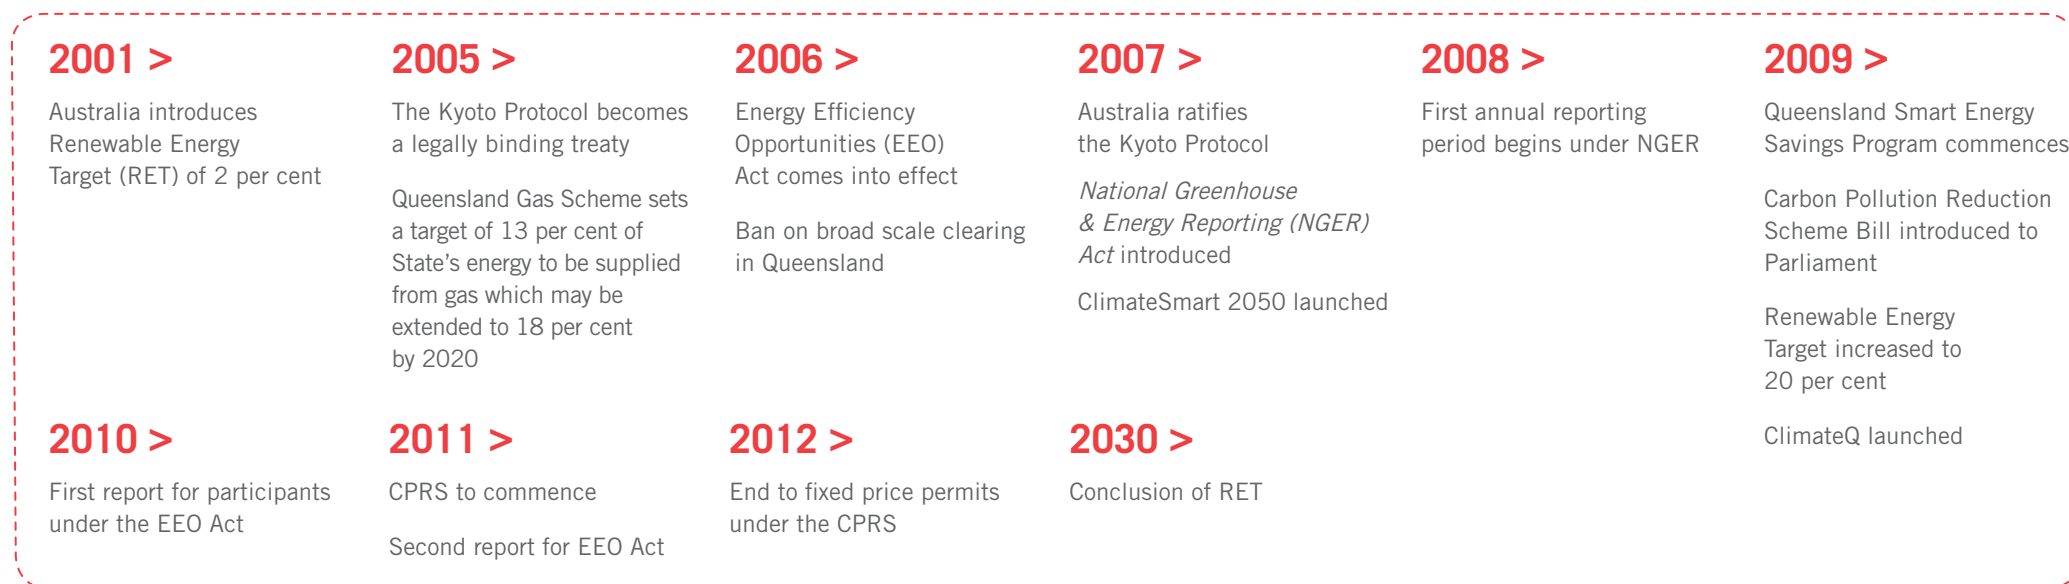 2001 >
Australia introduces
Renewable Energy
Target (RET) of 2 per cent
2005 >
The Kyoto Protocol becomes
a legally binding treaty
Queensland Gas Scheme sets
a target of 13 per cent of
State's energy to be supplied
from gas which may be
extended to 18 per cent
by 2020
2006 >
Energy Efficiency
Opportunities (EEO)
Act comes into effect
Ban on broad scale clearing
in Queensland
2007 >
Australia ratifies
the Kyoto Protocol
National Greenhouse
& Energy Reporting (NGER)
Act introduced
ClimateSmart 2050 launched
2008 >
First annual reporting
period begins under NGER
2009 >
Queensland Smart Energy
Savings Program commences
Carbon Pollution Reduction
Scheme Bill introduced to
Parliament
Renewable Energy
Target increased to
20 per cent
ClimateQ launched
2010 >
First report for participants
under the EEO Act
2011 >
CPRS to commence
Second report for EEO Act
2012 >
End to fixed price permits
under the CPRS
2030 >
Conclusion of RET